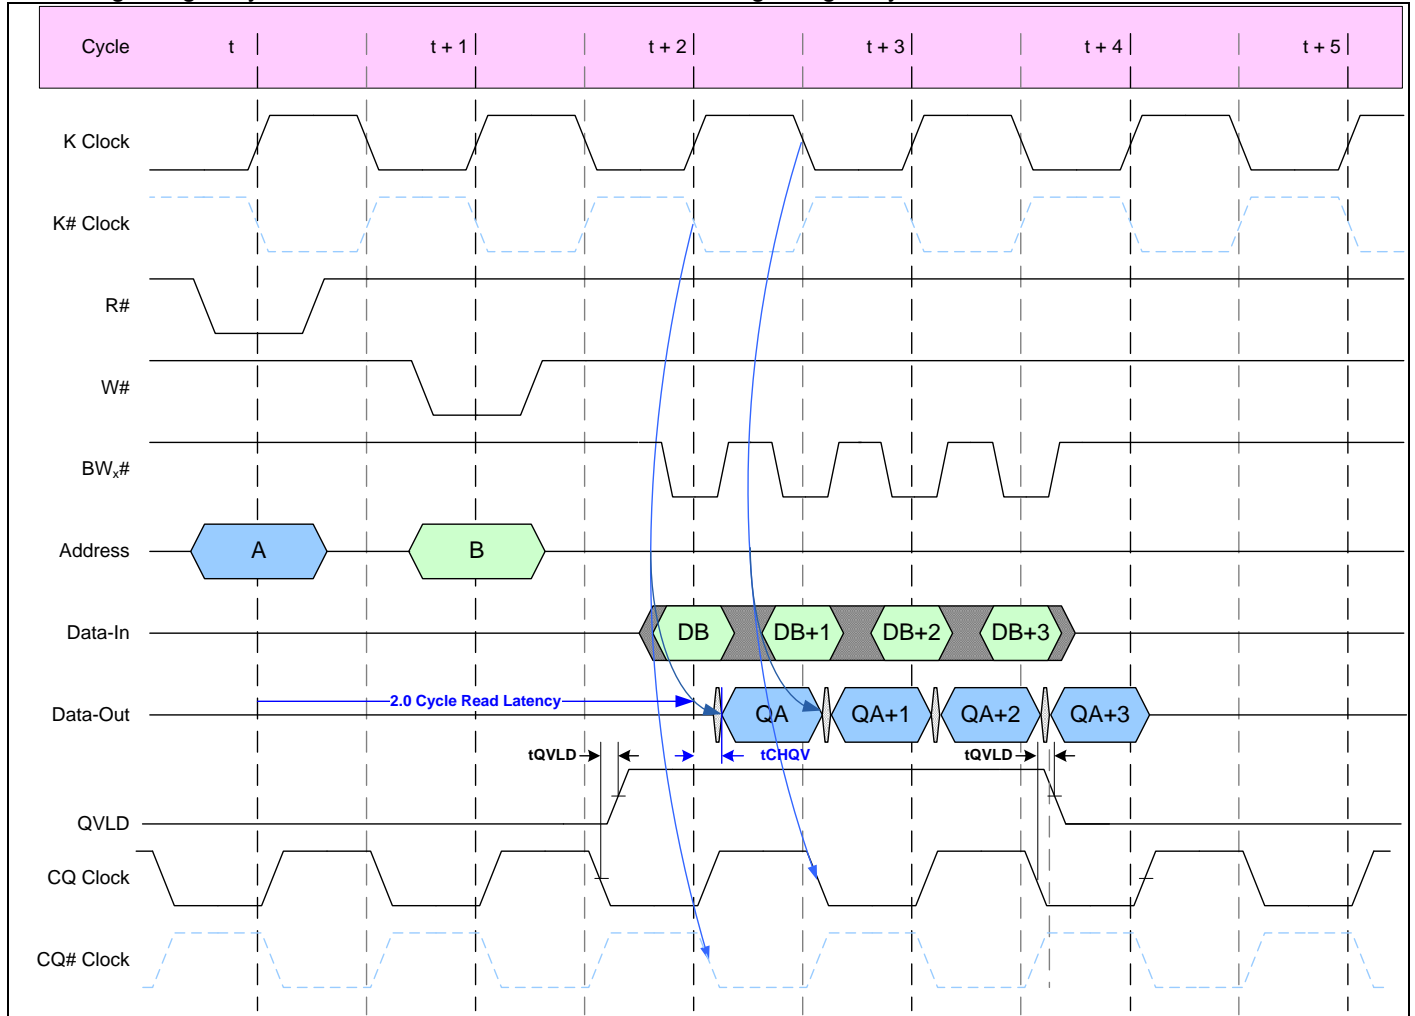 Cycle t t + 1 t + 2 t + 3 t + 4 t + 5
K Clock
K# Clock
R#
W#
BWx#
Address A B
Data-In DB DB+1 DB+2 DB+3
2.0 Cycle Read Latency
Data-Out QA QA+1 QA+2 QA+3
tQVLD tCHQV tQVLD
QVLD
CQ Clock
CQ# Clock